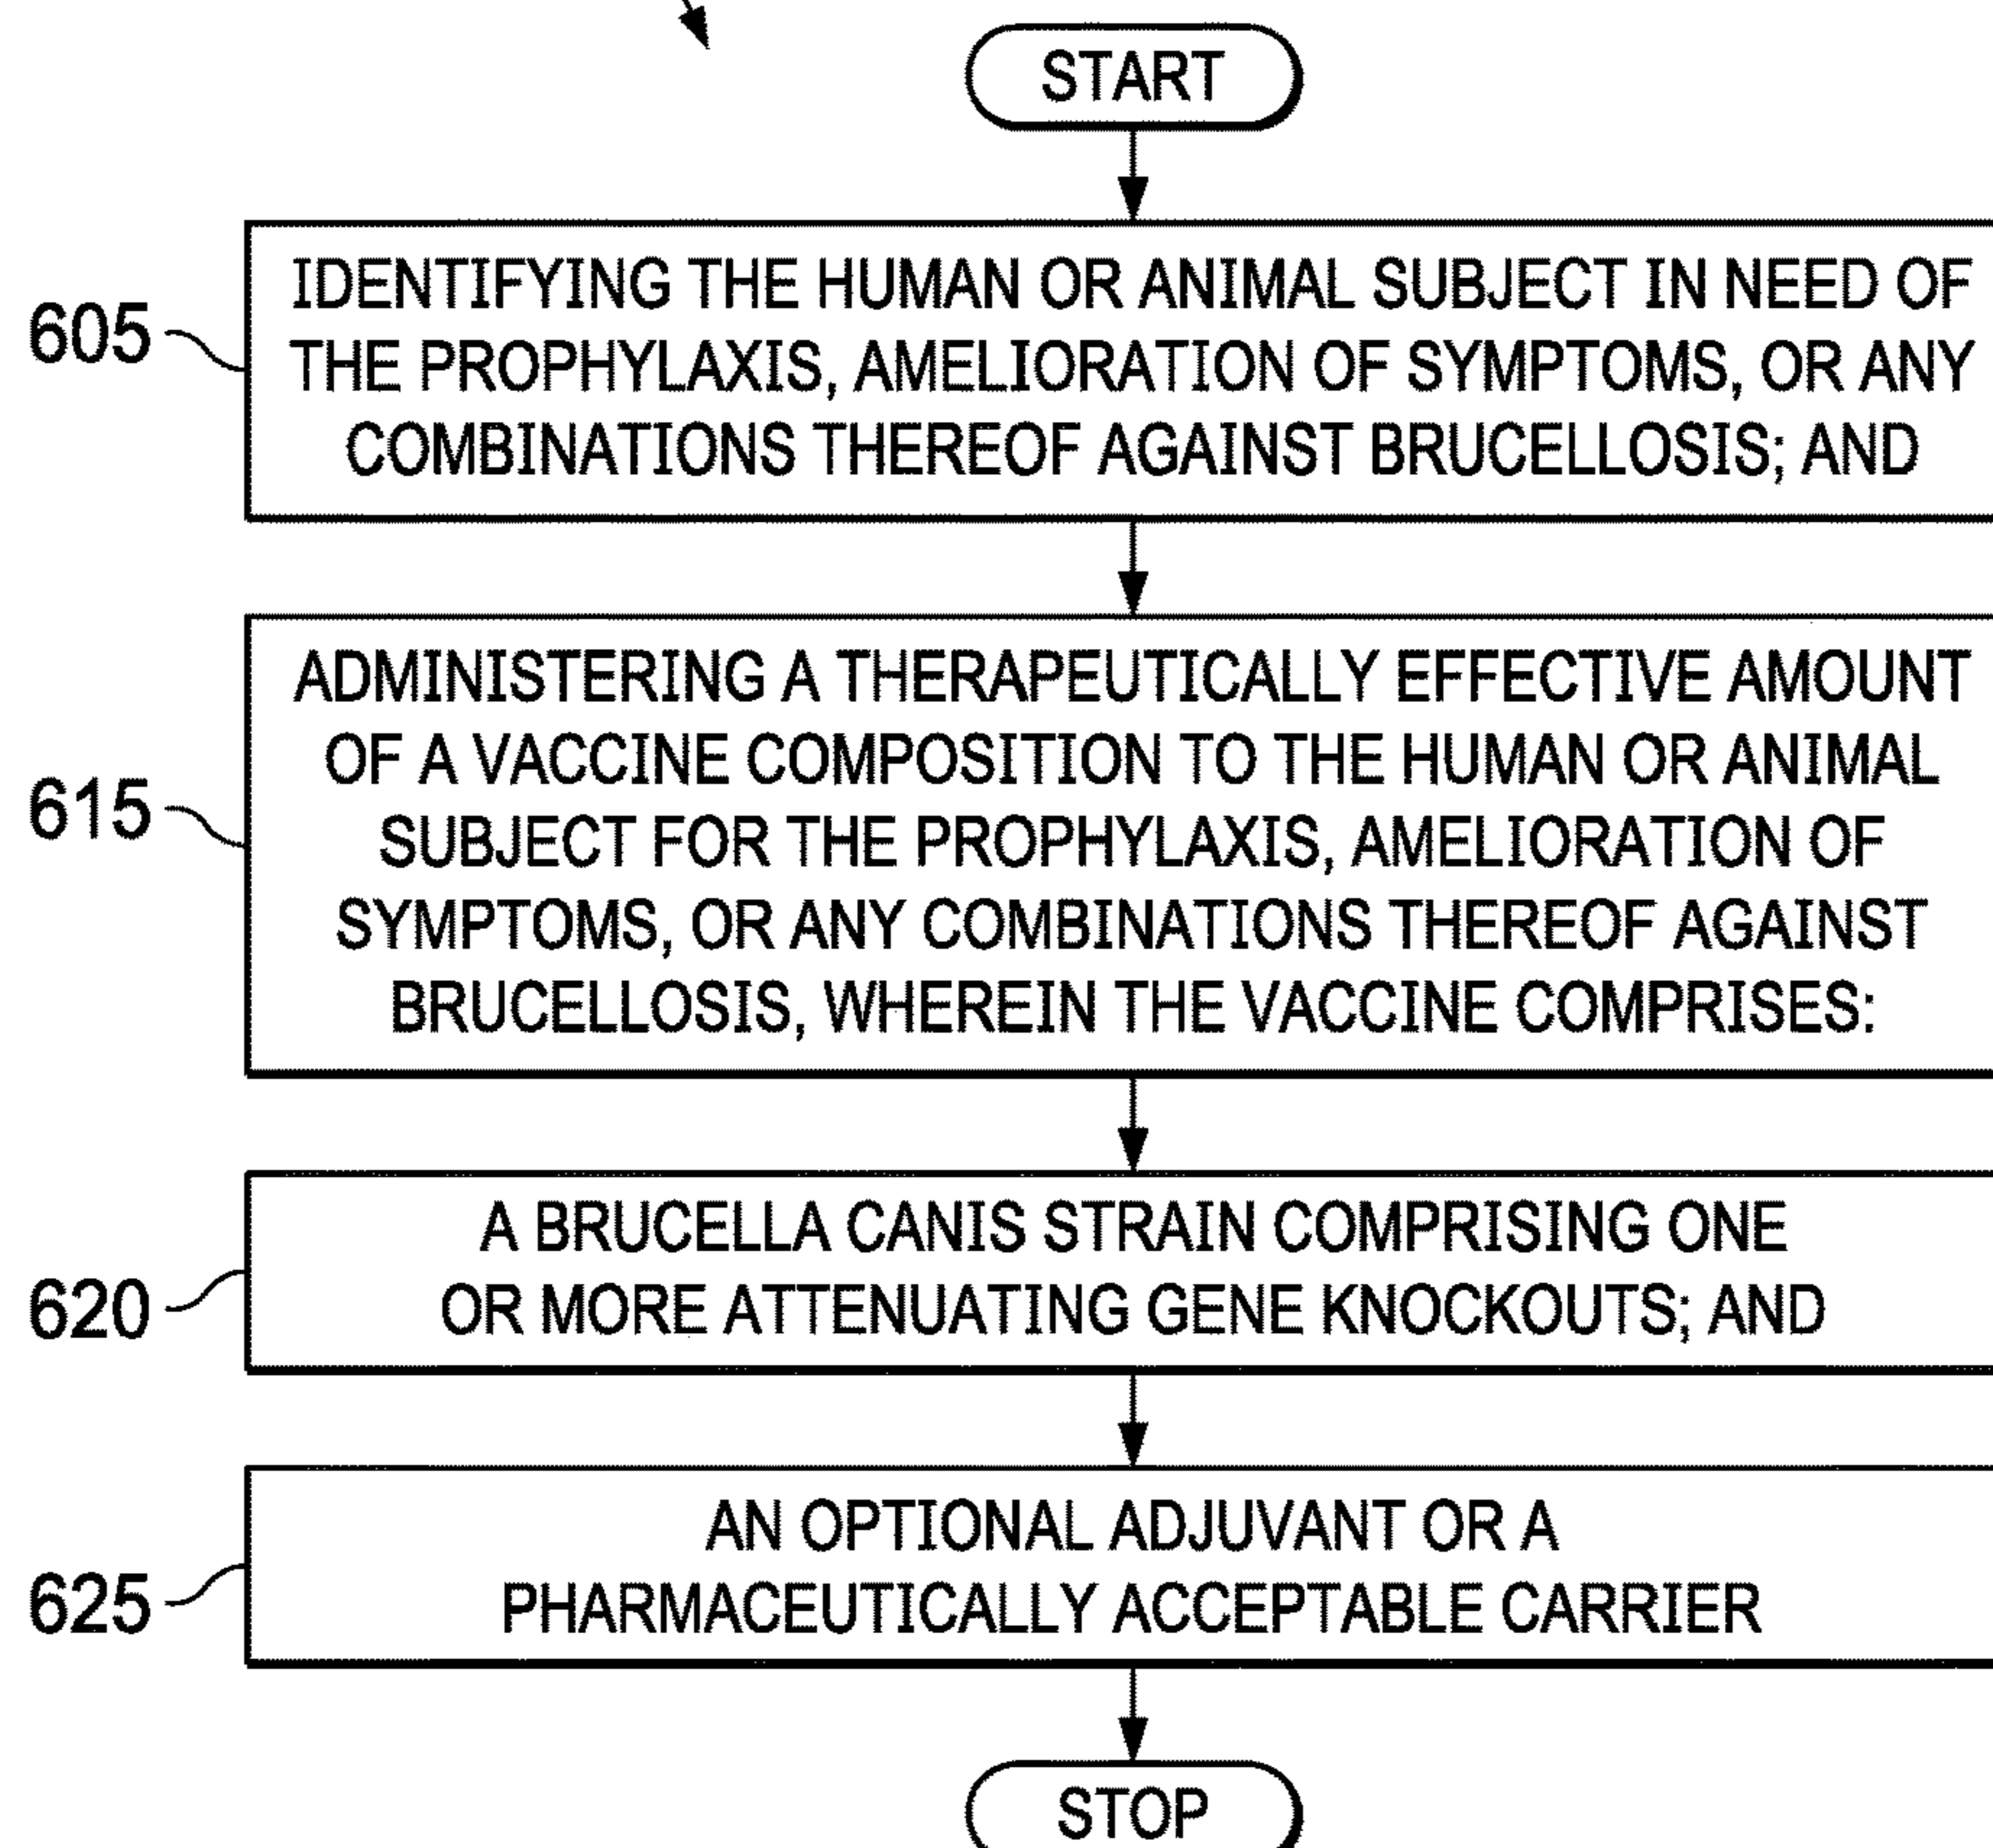 START
605
IDENTIFYING THE HUMAN OR ANIMAL SUBJECT IN NEED OF
THE PROPHYLAXIS, AMELIORATION OF SYMPTOMS, OR ANY
COMBINATIONS THEREOF AGAINST BRUCELLOSIS; AND
615
ADMINISTERING A THERAPEUTICALLY EFFECTIVE AMOUNT
OF A VACCINE COMPOSITION TO THE HUMAN OR ANIMAL
SUBJECT FOR THE PROPHYLAXIS, AMELIORATION OF
SYMPTOMS, OR ANY COMBINATIONS THEREOF AGAINST
BRUCELLOSIS, WHEREIN THE VACCINE COMPRISES:
620
A BRUCELLA CANIS STRAIN COMPRISING ONE
OR MORE ATTENUATING GENE KNOCKOUTS; AND
625
AN OPTIONAL ADJUVANT OR A
PHARMACEUTICALLY ACCEPTABLE CARRIER
STOP